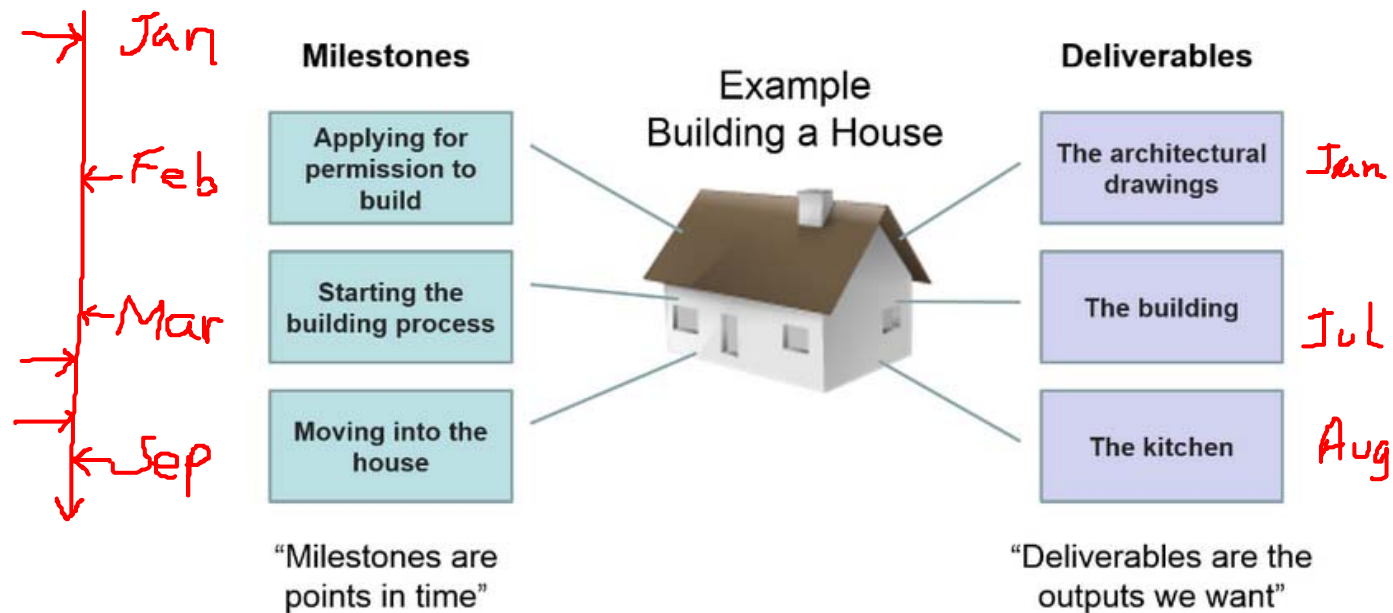 Jan
Feb
Mar
Sep
Milestones
Applying for
permission to
build
Starting the
building process
Moving into the
house
“Milestones are
points in time”
Example
Building a House
Deliverables
The architectural
drawings
Jan
The building
Jul
The kitchen
Aug
“Deliverables are the
outputs we want”